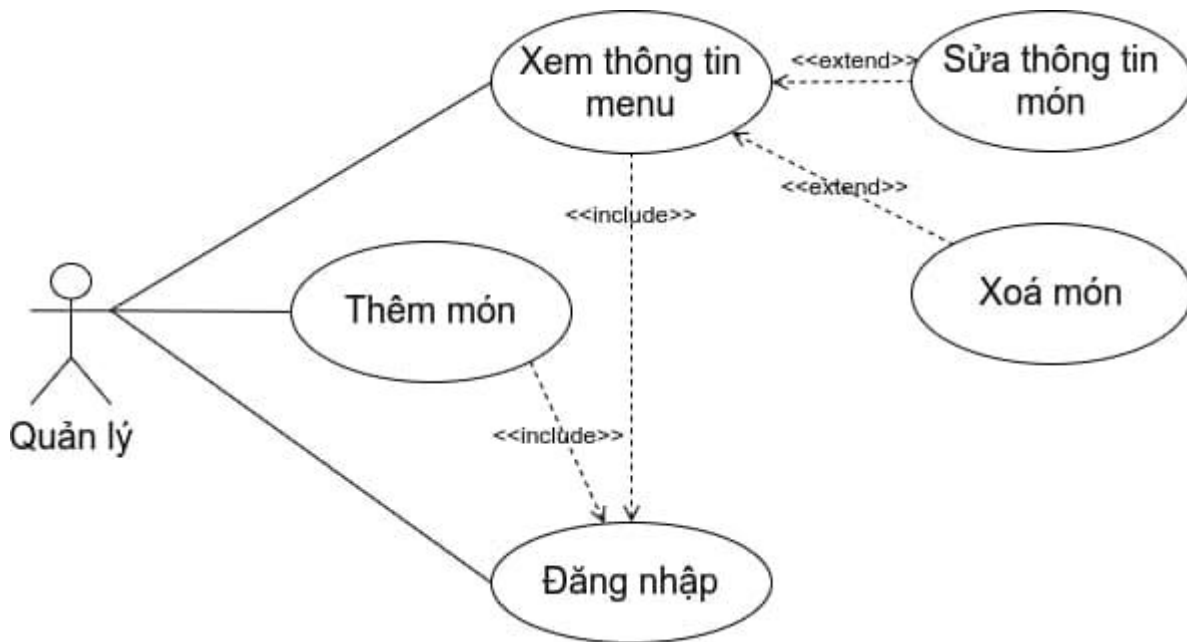 Xem thông tin
menu
<<extend>>
Sửa thông tin
món
<<extend>>
<<include>>
Xoá món
Thêm món
Quản lý
<<include>>
Đăng nhập